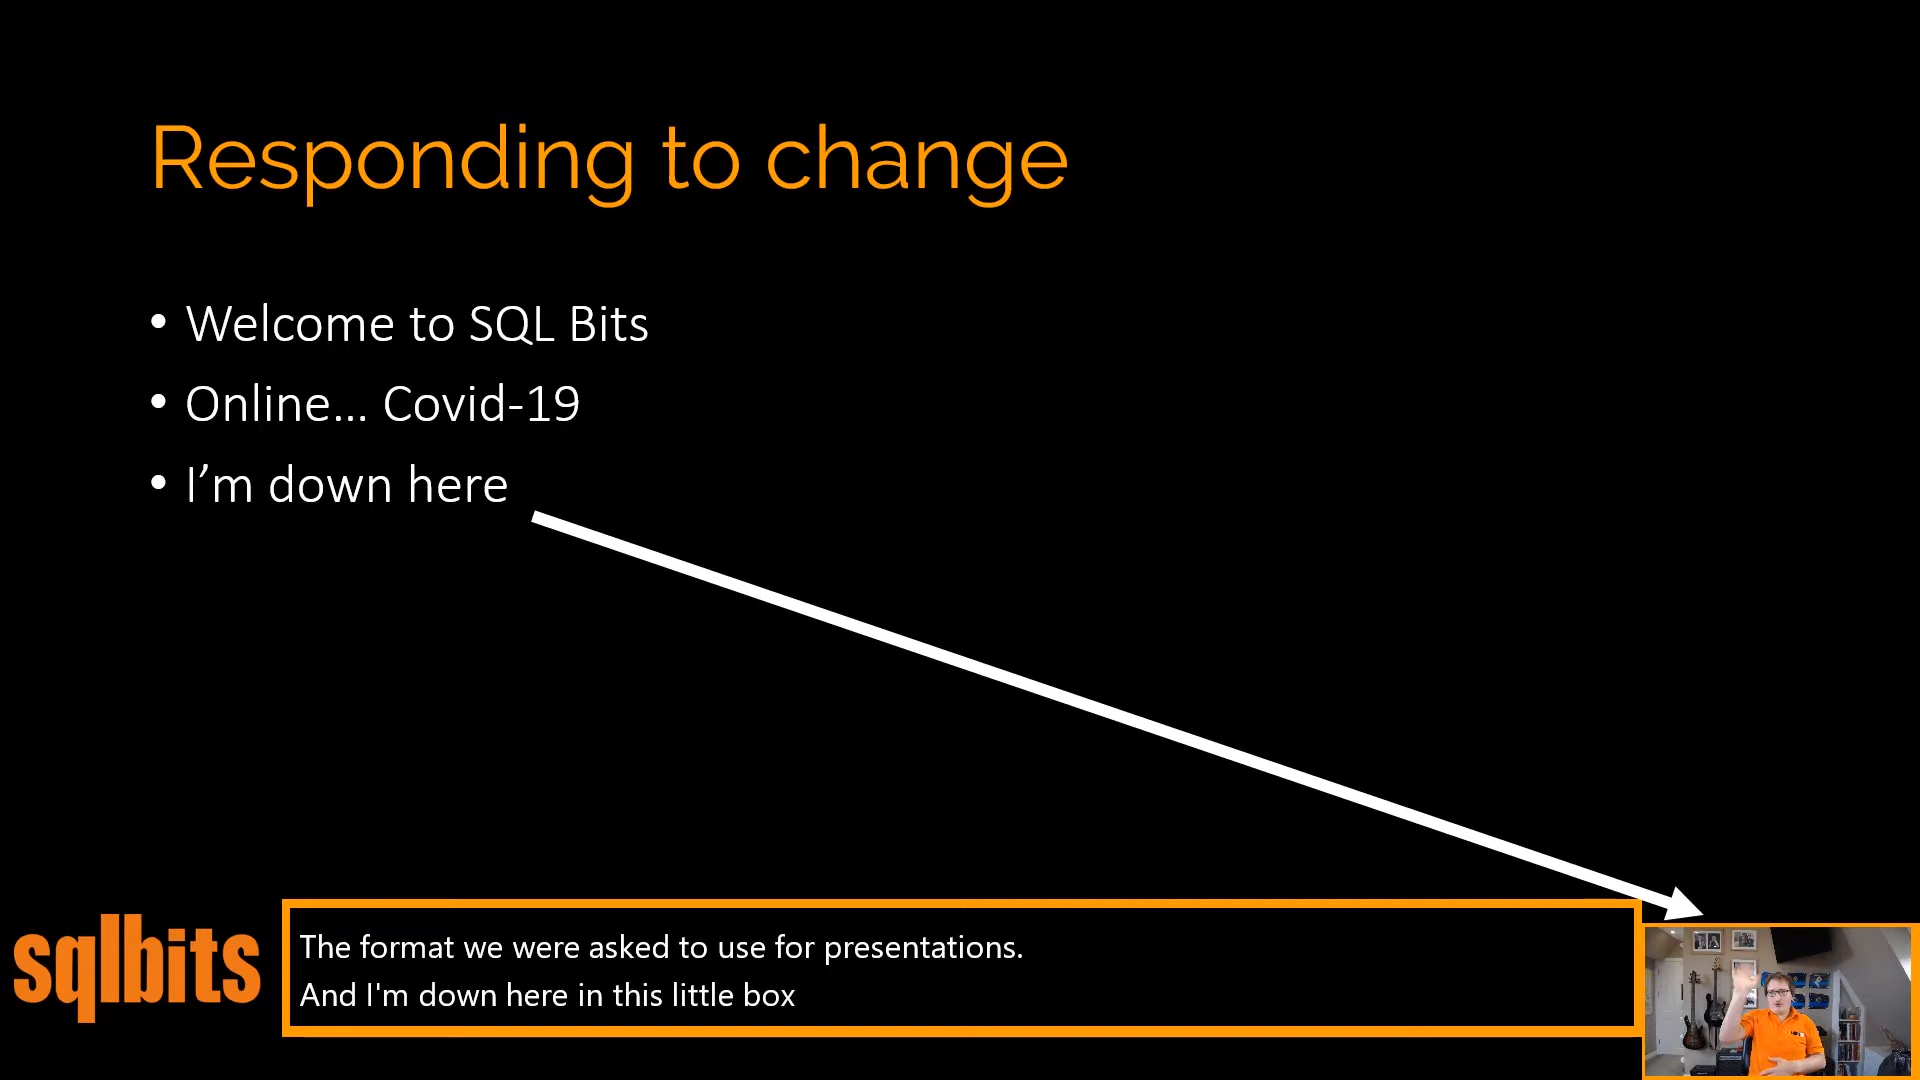 Responding to change
• Welcome to SQL Bits
• Online... Covid-19
• I’m down here
sqlbits
The format we were asked to use for presentations.
And I'm down here in this little box